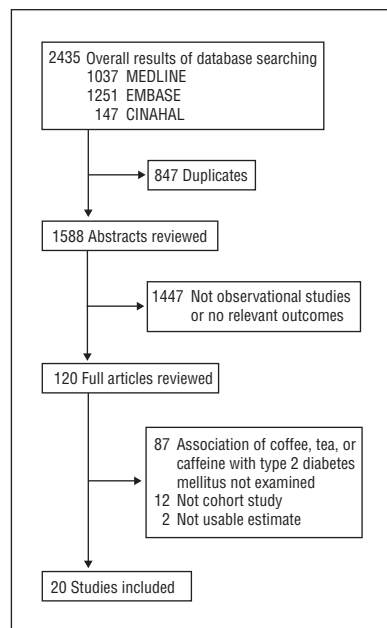 2435 Overall results of database searching
1037 MEDLINE
1251 EMBASE
147 CINAHAL
847 Duplicates
1588 Abstracts reviewed
1447 Not observational studies
or no relevant outcomes
120 Full articles reviewed
87 Association of coffee, tea, or
caffeine with type 2 diabetes
mellitus not examined
12 Not cohort study
2 Not usable estimate
20 Studies included